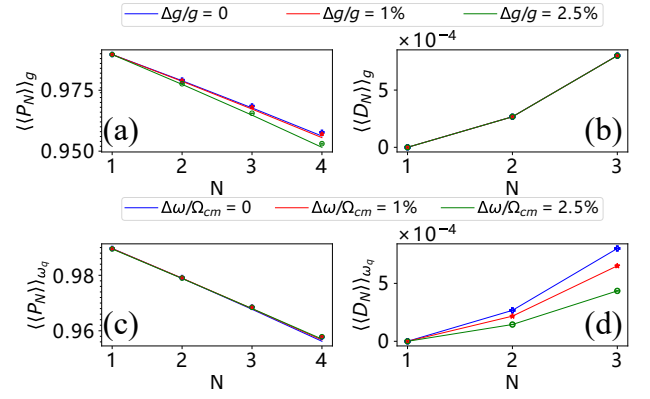 Δg/g = 0 Δg/g = 1% Δg/g = 2.5%
×10⁻⁴
⟨⟨P_N⟩⟩_g
0.975
0.950
(a)
1 2 3 4
N
⟨⟨D_N⟩⟩_g
5
0
(b)
1 2 3
N
Δω/Ω_cm = 0 Δω/Ω_cm = 1% Δω/Ω_cm = 2.5%
×10⁻⁴
⟨⟨P_N⟩⟩_ω_q
0.98
0.96
(c)
1 2 3 4
N
⟨⟨D_N⟩⟩_ω_q
5
0
(d)
1 2 3
N